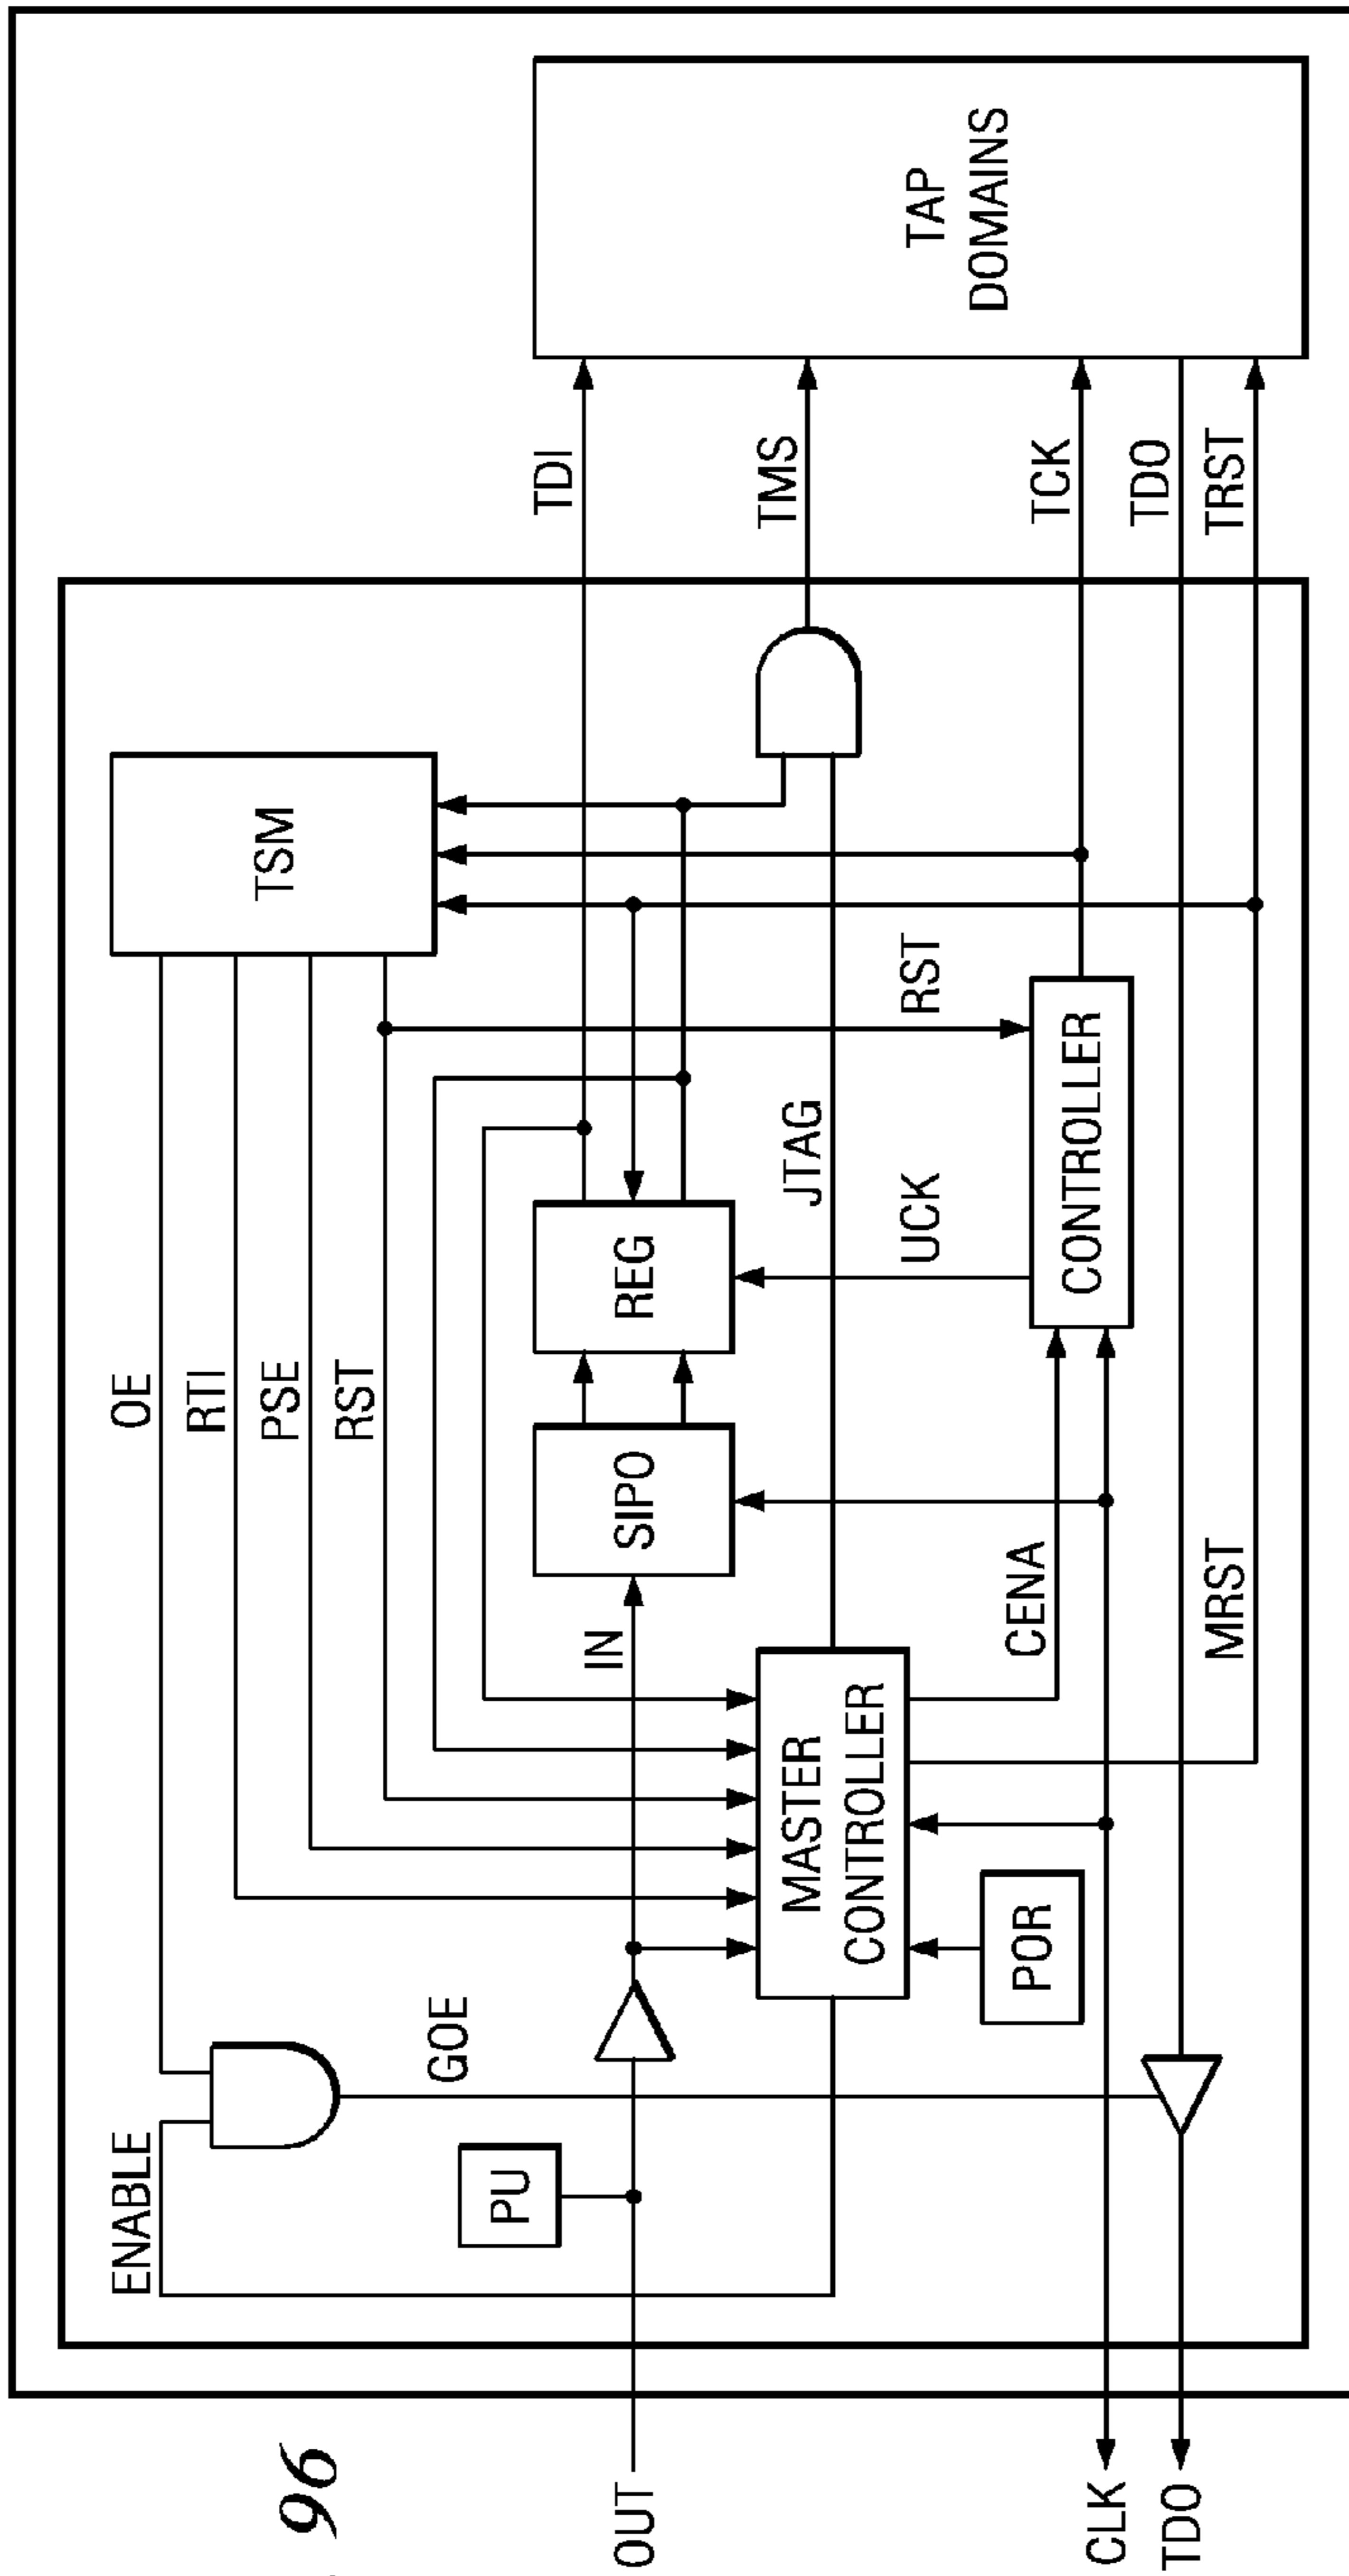 96
ENABLE
OE
RTI
PSE
RST
TSM
GOE
PU
OUT
IN
SIPO
REG
TDI
TAP
DOMAINS
MASTER
CONTROLLER
JTAG
TMS
UCK
RST
POR
CENA
CONTROLLER
TCK
CLK
TDO
TDO
MRST
TRST